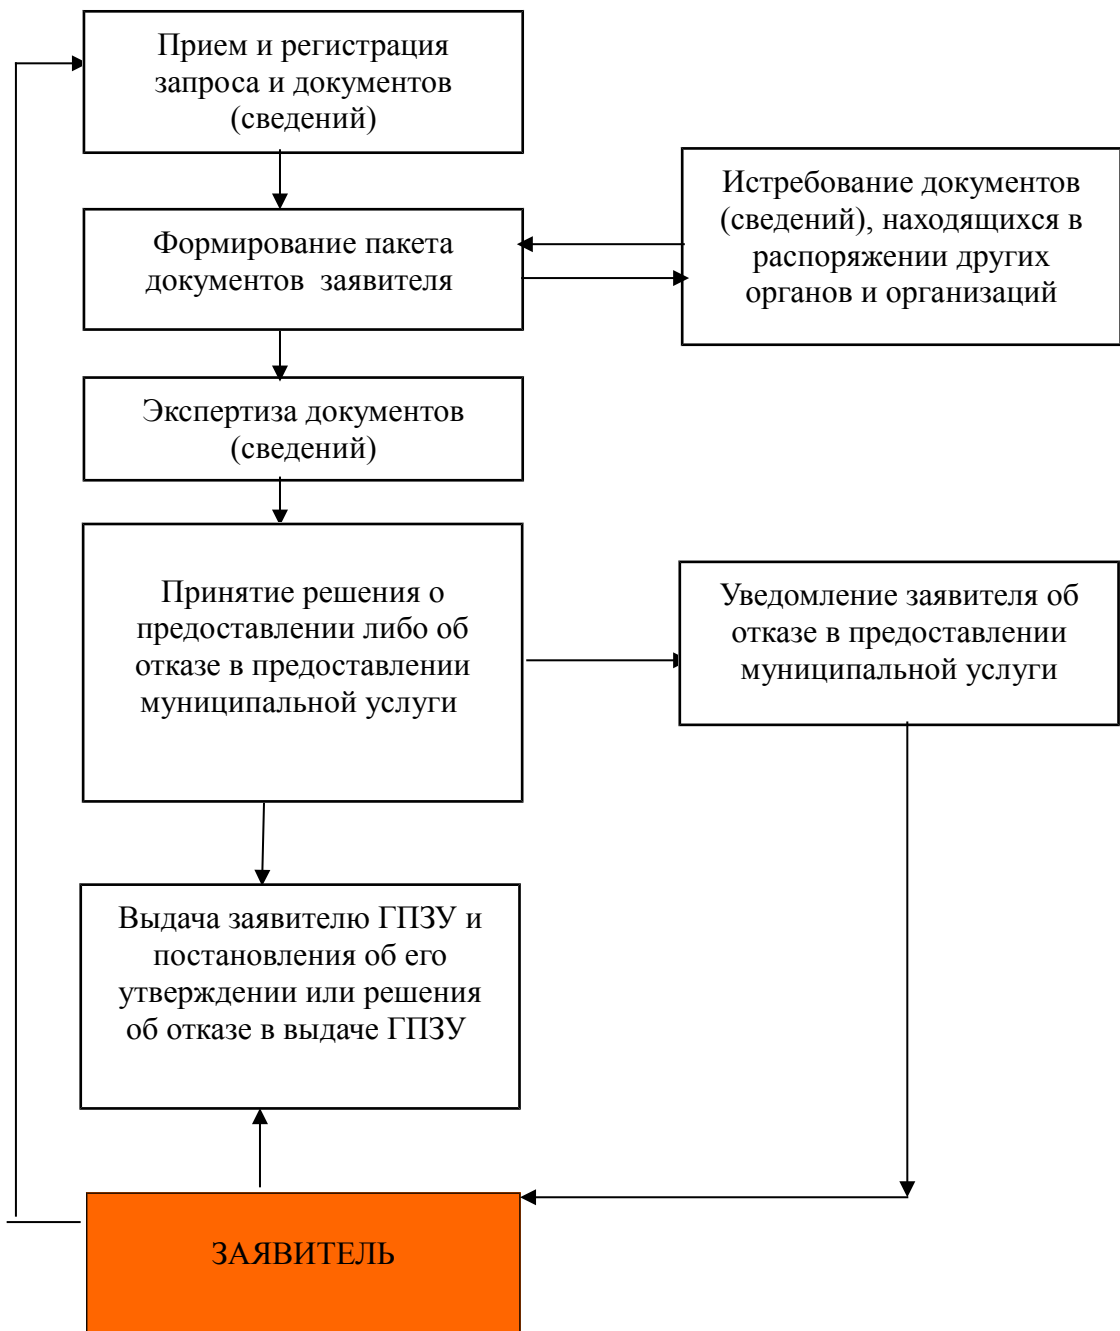 Прием и регистрация
запроса и документов
(сведений)
Истребование документов
(сведений), находящихся в
распоряжении других
органов и организаций
Формирование пакета
документов  заявителя
Экспертиза документов
(сведений)
Принятие решения о
предоставлении либо об
отказе в предоставлении
муниципальной услуги
Уведомление заявителя об
отказе в предоставлении
муниципальной услуги
Выдача заявителю ГПЗУ и
постановления об его
утверждении или решения
об отказе в выдаче ГПЗУ
ЗАЯВИТЕЛЬ